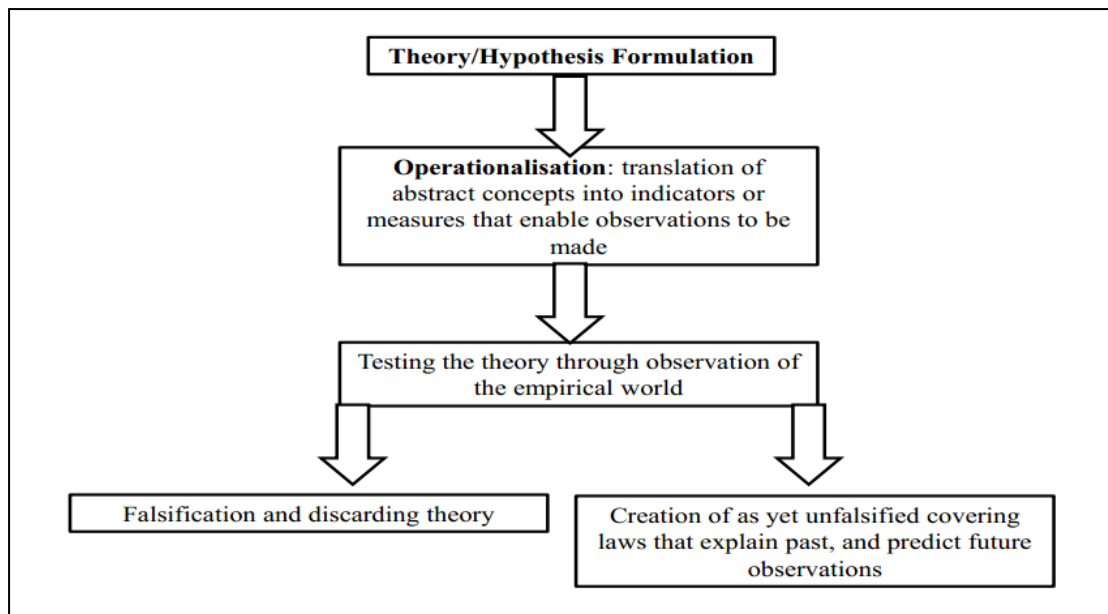 Theory/Hypothesis Formulation
Operationalisation: translation of
abstract concepts into indicators or
measures that enable observations to be
made
Testing the theory through observation of
the empirical world
Falsification and discarding theory
Creation of as yet unfalsified covering
laws that explain past, and predict future
observations